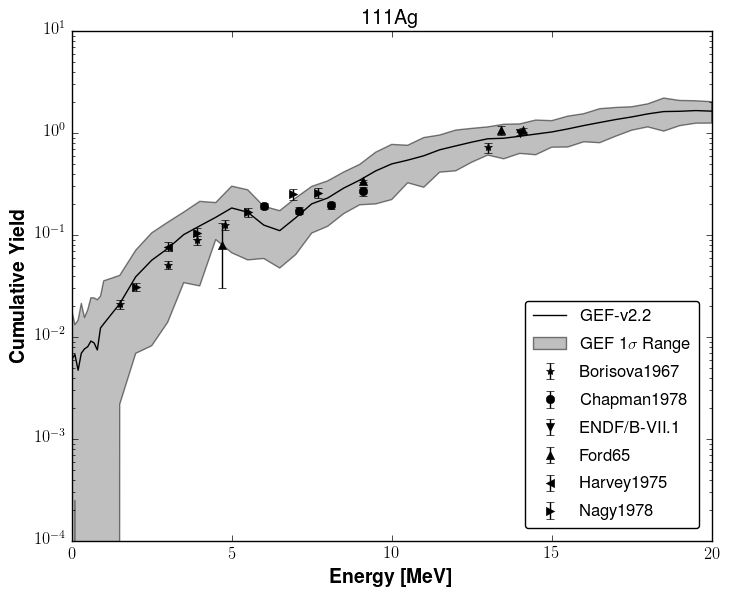 111Ag
10^1
10^0
10^-1
10^-2
10^-3
10^-4
Cumulative Yield
0
5
10
15
20
Energy [MeV]
GEF-v2.2
GEF 1σ Range
Borisova1967
Chapman1978
ENDF/B-VII.1
Ford65
Harvey1975
Nagy1978